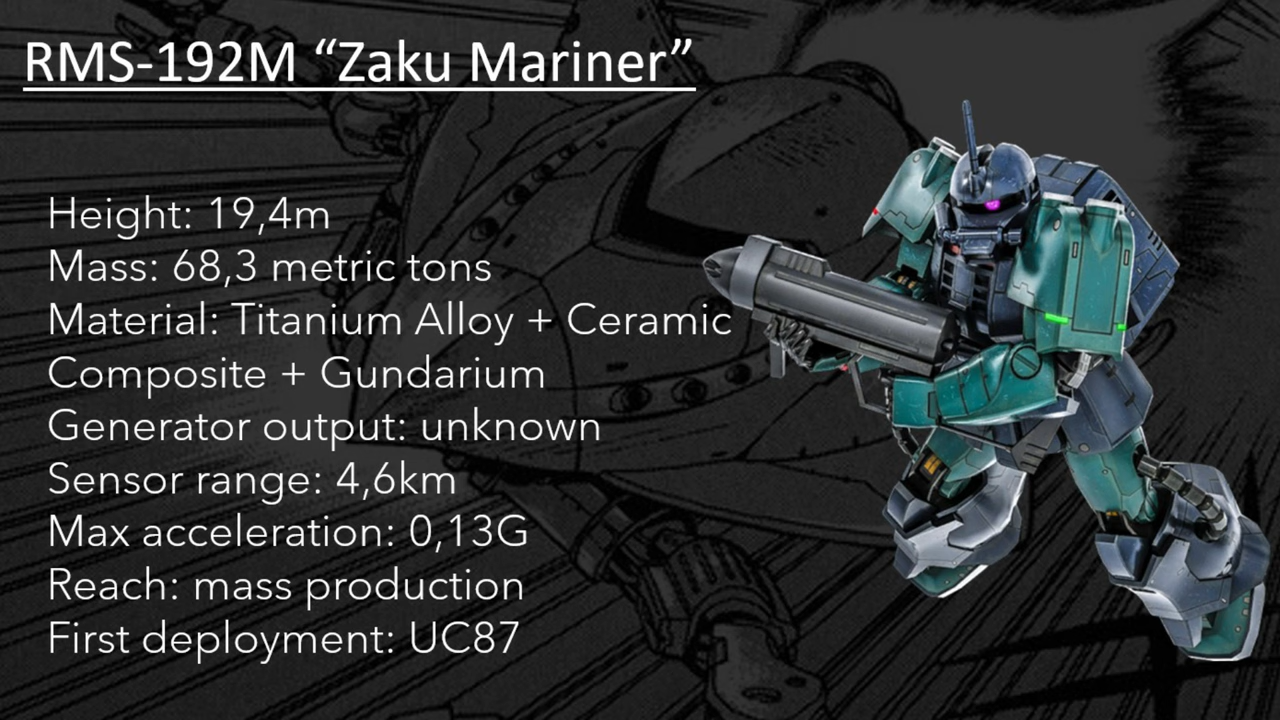 RMS-192M “Zaku Mariner”
Height: 19,4m
Mass: 68,3 metric tons
Material: Titanium Alloy + Ceramic
Composite + Gundarium
Generator output: unknown
Sensor range: 4,6km
Max acceleration: 0,13G
Reach: mass production
First deployment: UC87